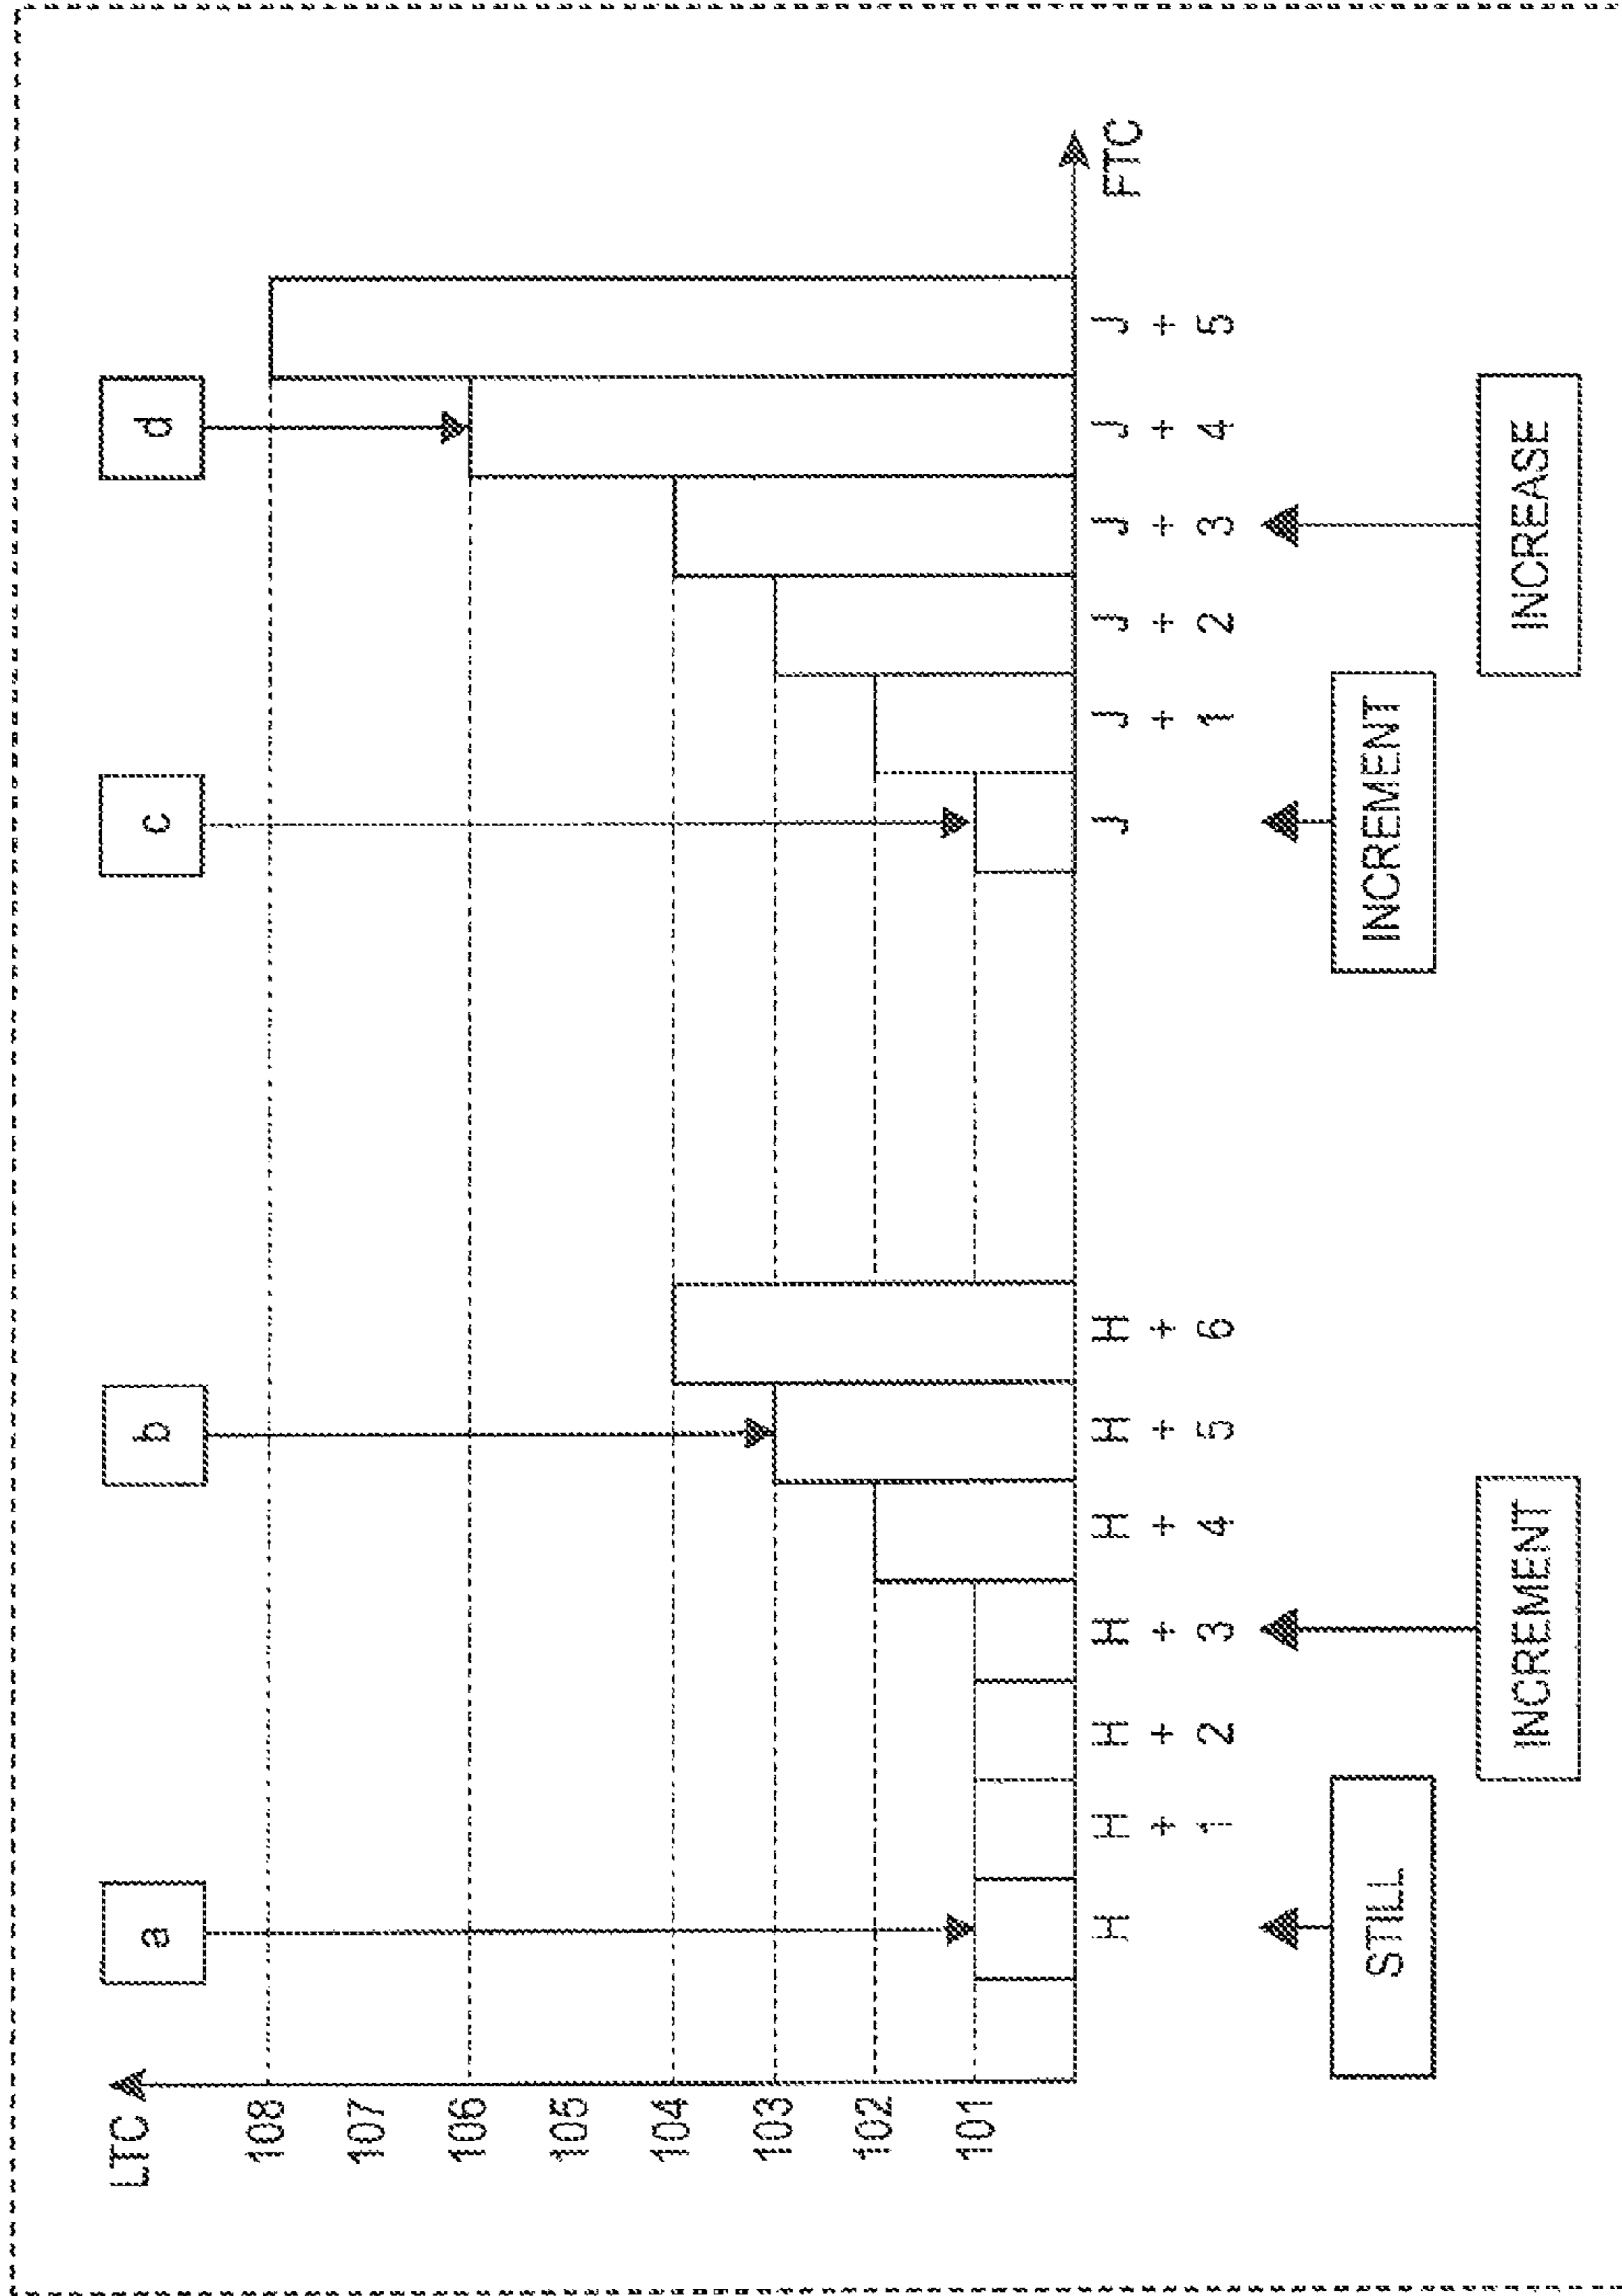 LTC
a
b
c
d
108
107
106
105
104
103
102
101
H
H + 1
H + 2
H + 3
H + 4
H + 5
H + 6
J
J + 1
J + 2
J + 3
J + 4
J + 5
FTC
STILL
INCREMENT
INCREMENT
INCREASE